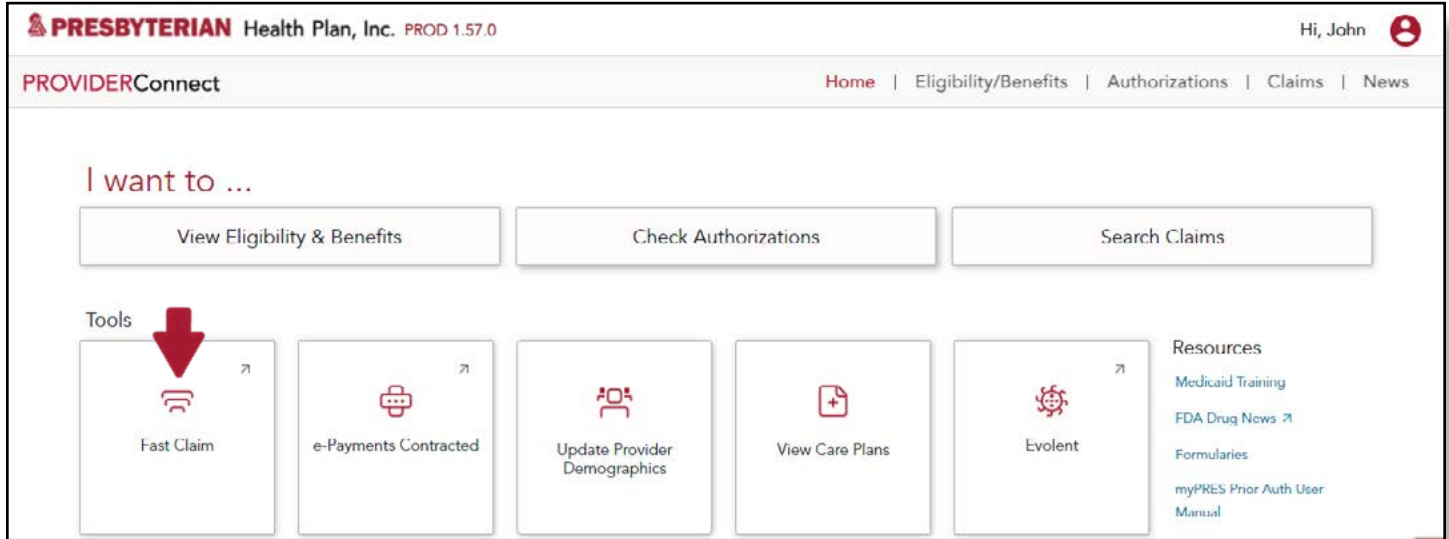 PRESBYTERIAN Health Plan, Inc. PROD 1.57.0
Hi, John
PROVIDERConnect
Home | Eligibility/Benefits | Authorizations | Claims | News
I want to ...
View Eligibility & Benefits
Check Authorizations
Search Claims
Tools
Fast Claim
e-Payments Contracted
Update Provider
Demographics
View Care Plans
Evolent
Resources
Medicaid Training
FDA Drug News
Formularies
myPRES Prior Auth User
Manual